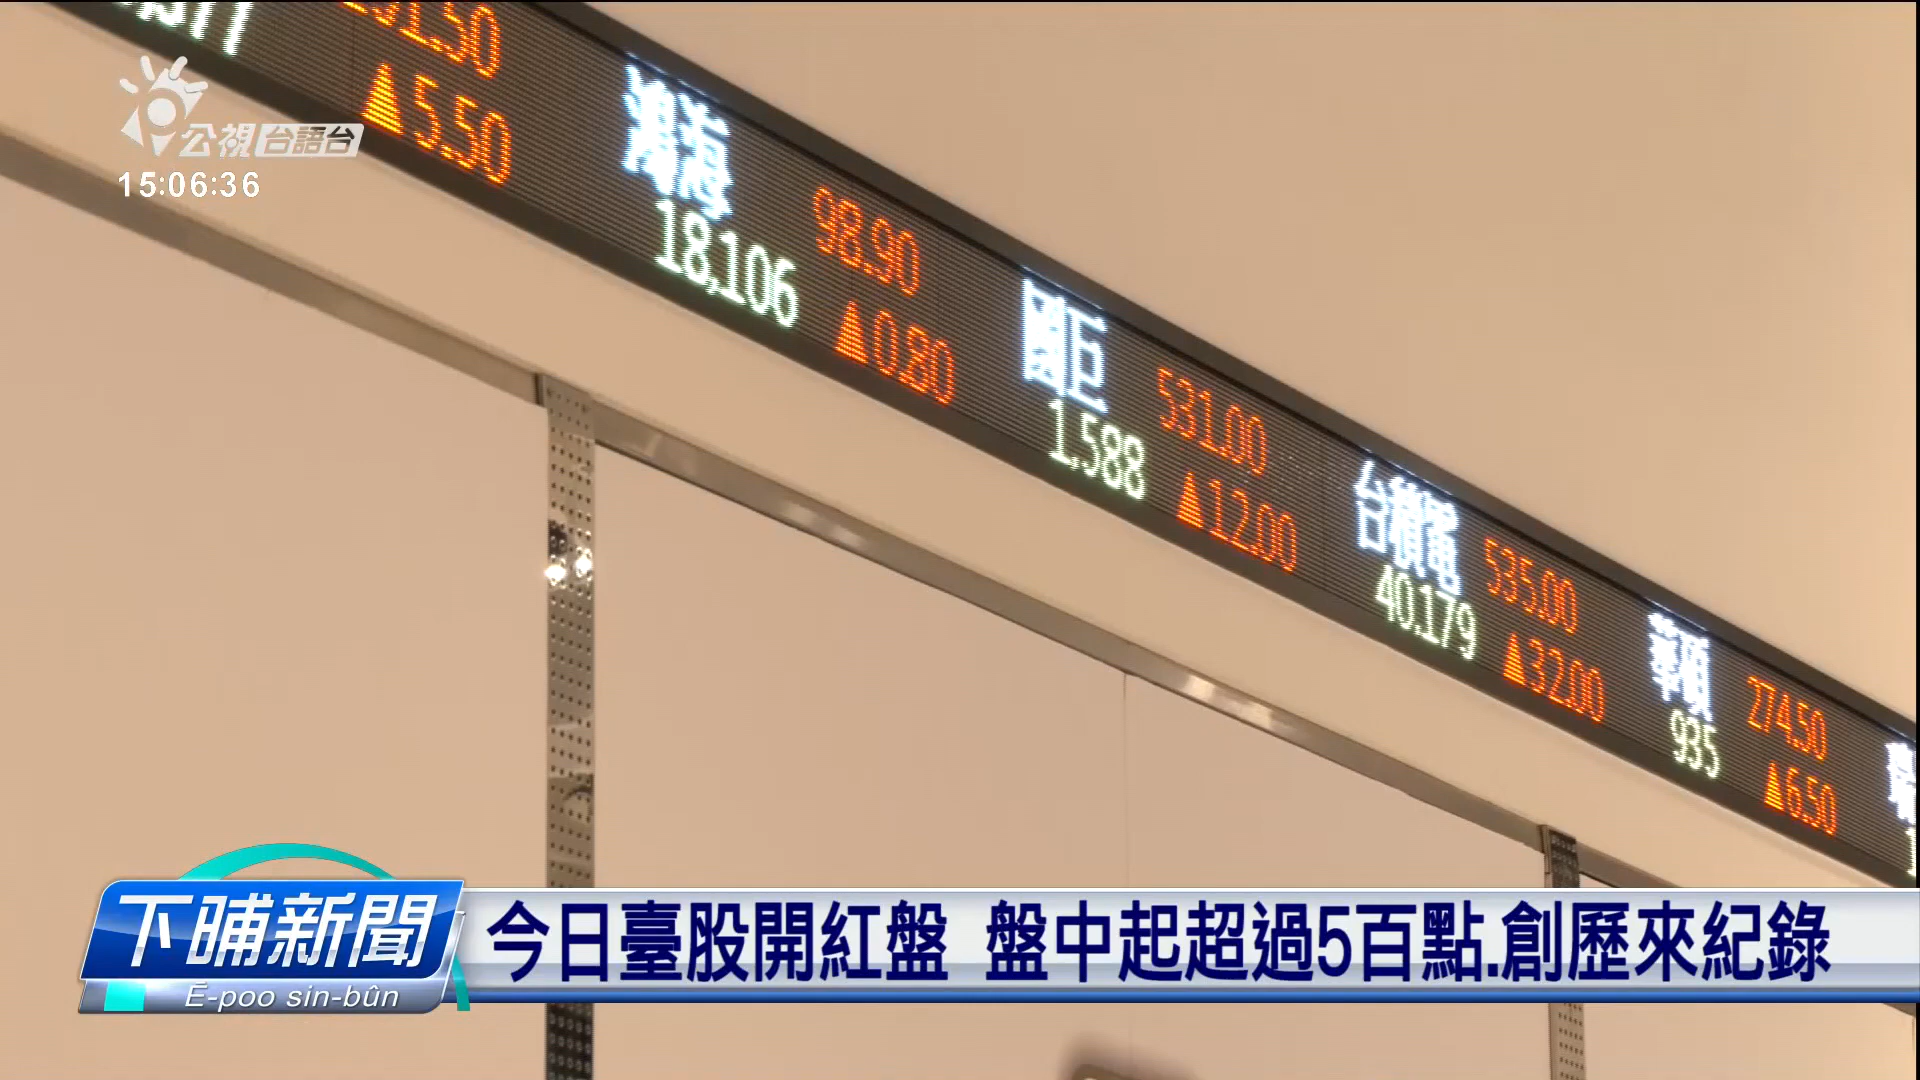 公視台語台
15:06:36
5.50
鴻海
98.90
18,106
▲0.80
國巨
531.00
1,588
▲12.00
台積電
535.00
40,179
▲32.00
華碩
274.50
935
▲6.50
下晡新聞
Ē-poo sin-bûn
今日臺股開紅盤 盤中起超過5百點.創歷來紀錄